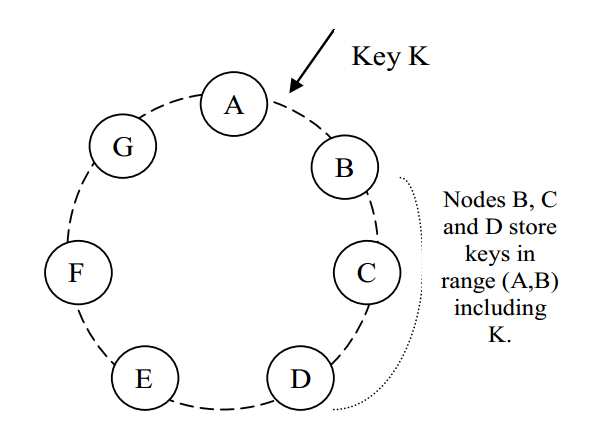 Key K
A
G
B
Nodes B, C
and D store
keys in
range (A,B)
including
K.
F
C
E
D